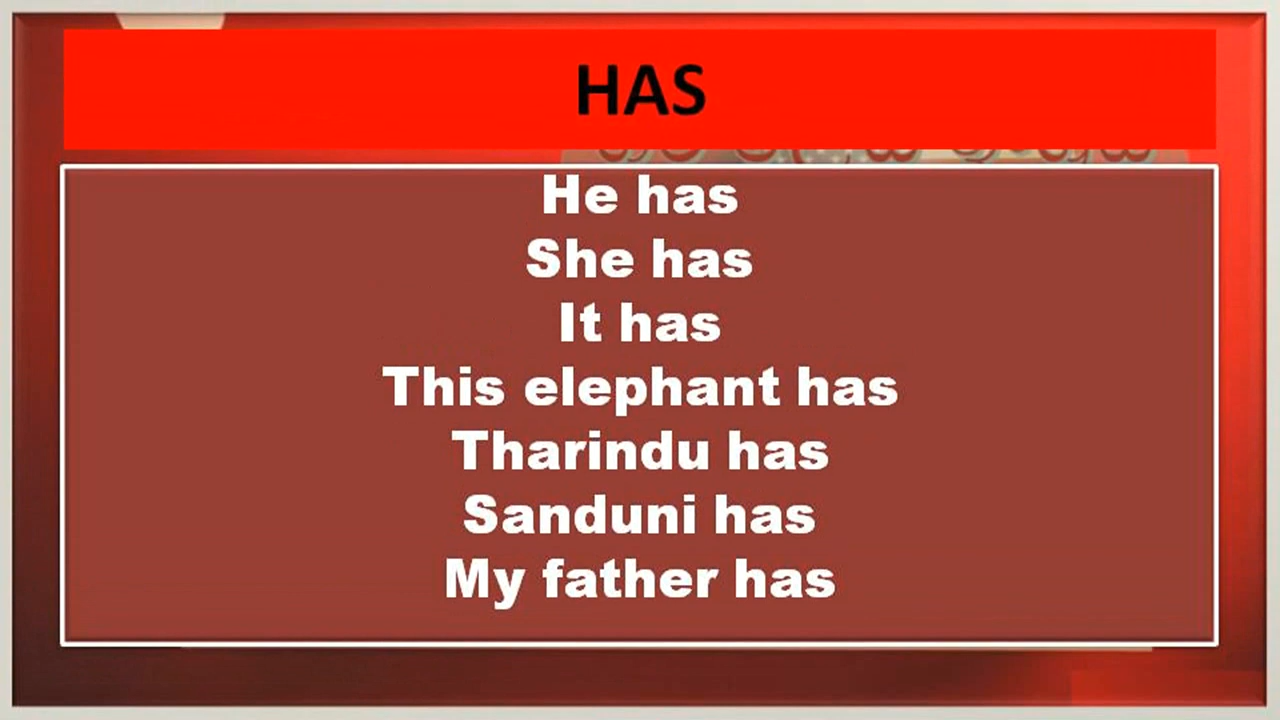 HAS
He has
She has
It has
This elephant has
Tharindu has
Sanduni has
My father has